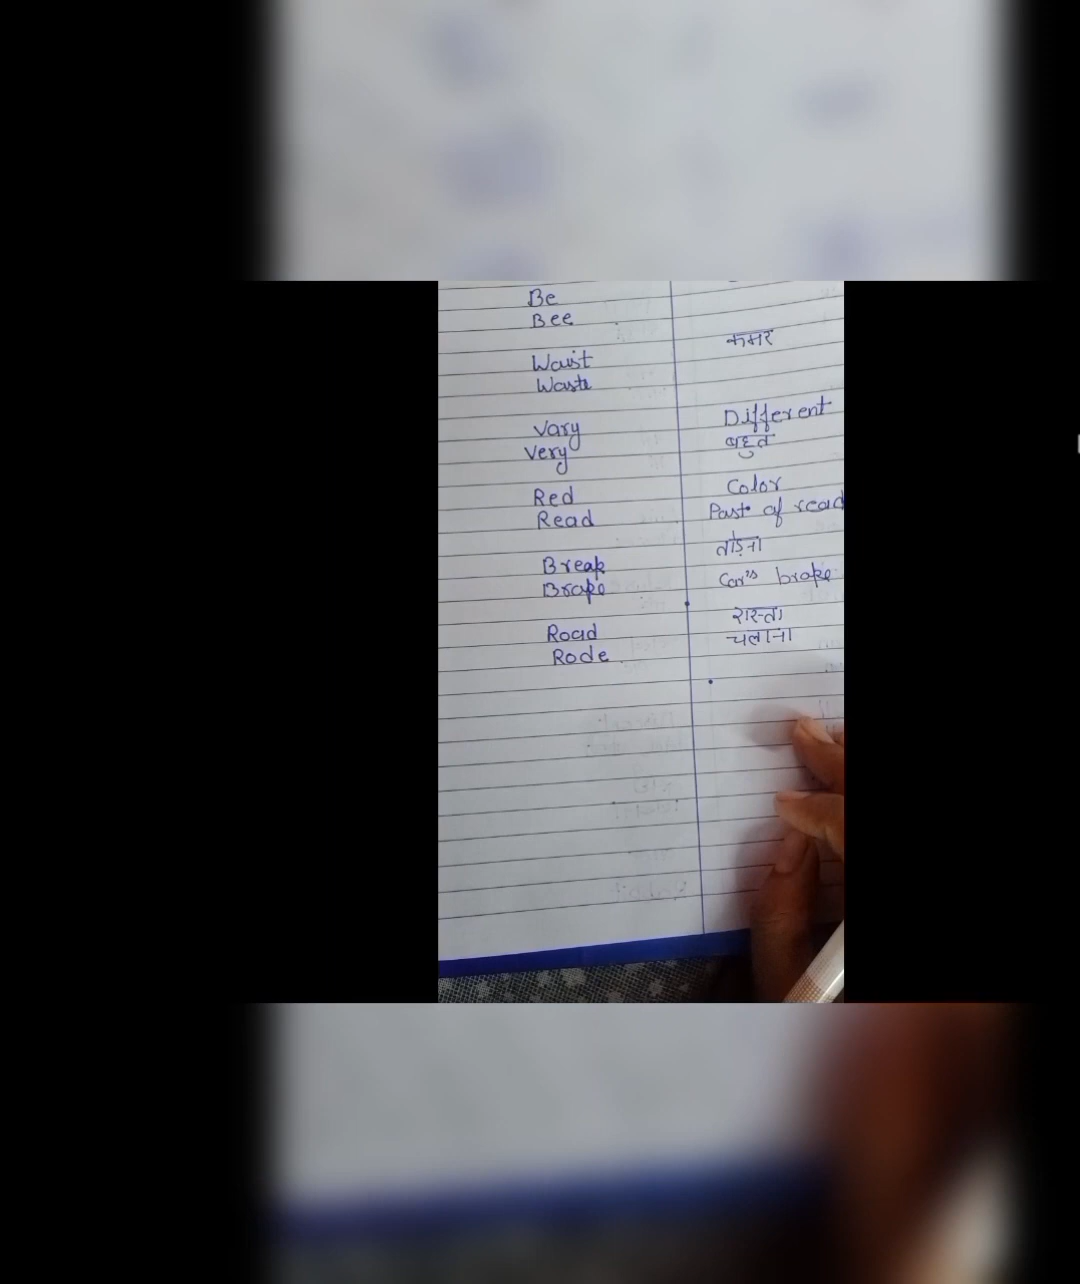 Be
Bee
Waist कमर
Waste
Vary Different
Very बहुत
Red Color
Read Past of read
Break तोड़ना
Brake Car's brake
Road रास्ता
Rode चलाना